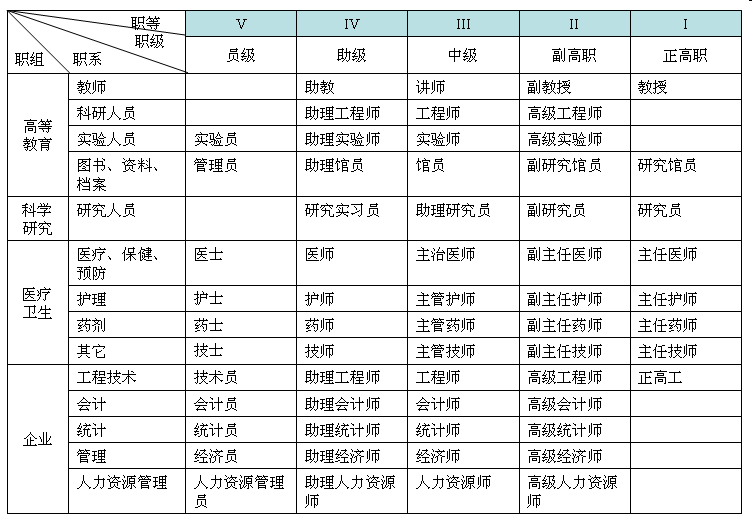 职等 V IV III II I
职级
职组 职系 员级 助级 中级 副高职 正高职
高等教育 教师 助教 讲师 副教授 教授
科研人员 助理工程师 工程师 高级工程师
实验人员 实验员 助理实验师 实验师 高级实验师
图书、资料、档案 管理员 助理馆员 馆员 副研究馆员 研究馆员
科学研究 研究人员 研究实习员 助理研究员 副研究员 研究员
医疗卫生 医疗、保健、预防 医士 医师 主治医师 副主任医师 主任医师
护理 护士 护师 主管护师 副主任护师 主任护师
药剂 药士 药师 主管药师 副主任药师 主任药师
其它 技士 技师 主管技师 副主任技师 主任技师
企业 工程技术 技术员 助理工程师 工程师 高级工程师 正高工
会计 会计员 助理会计师 会计师 高级会计师
统计 统计员 助理统计师 统计师 高级统计师
管理 经济员 助理经济师 经济师 高级经济师
人力资源管理 人力资源管理员 助理人力资源师 人力资源师 高级人力资源师